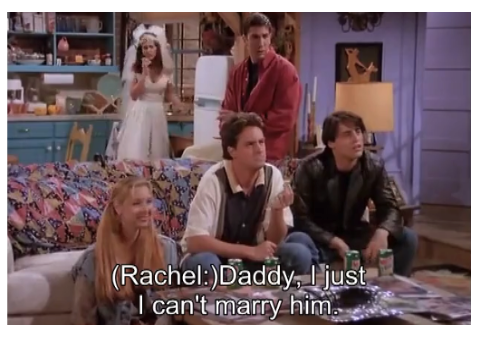 (Rachel:)Daddy, I just
I can't marry him.